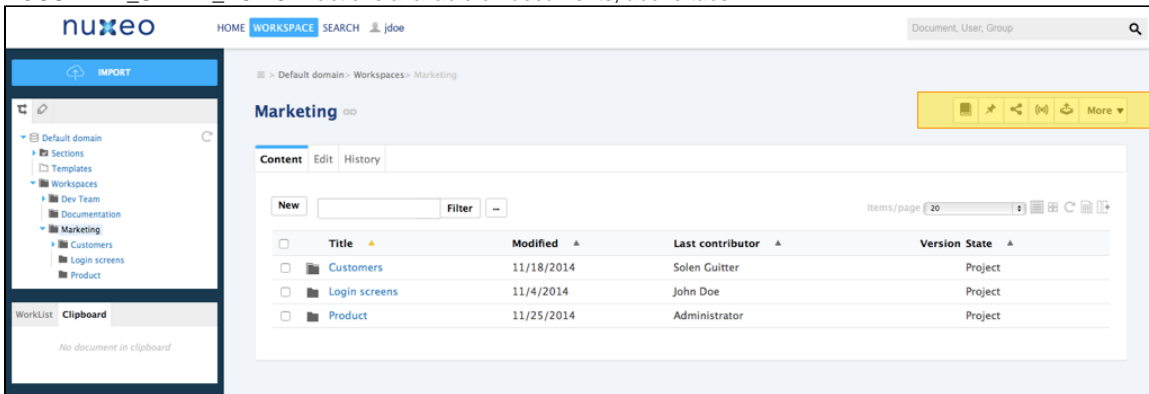 nuxeo
HOME WORKSPACE SEARCH jdoe
Document, User, Group
IMPORT
> Default domain> Workspaces> Marketing
Marketing
More
Default domain
Sections
Templates
Workspaces
Dev Team
Documentation
Marketing
Customers
Login screens
Product
Content Edit History
New
Filter
...
Items/page 20
Title Modified Last contributor Version State
Customers 11/18/2014 Solen Guitter Project
Login screens 11/4/2014 John Doe Project
Product 11/25/2014 Administrator Project
WorkList Clipboard
No document in clipboard